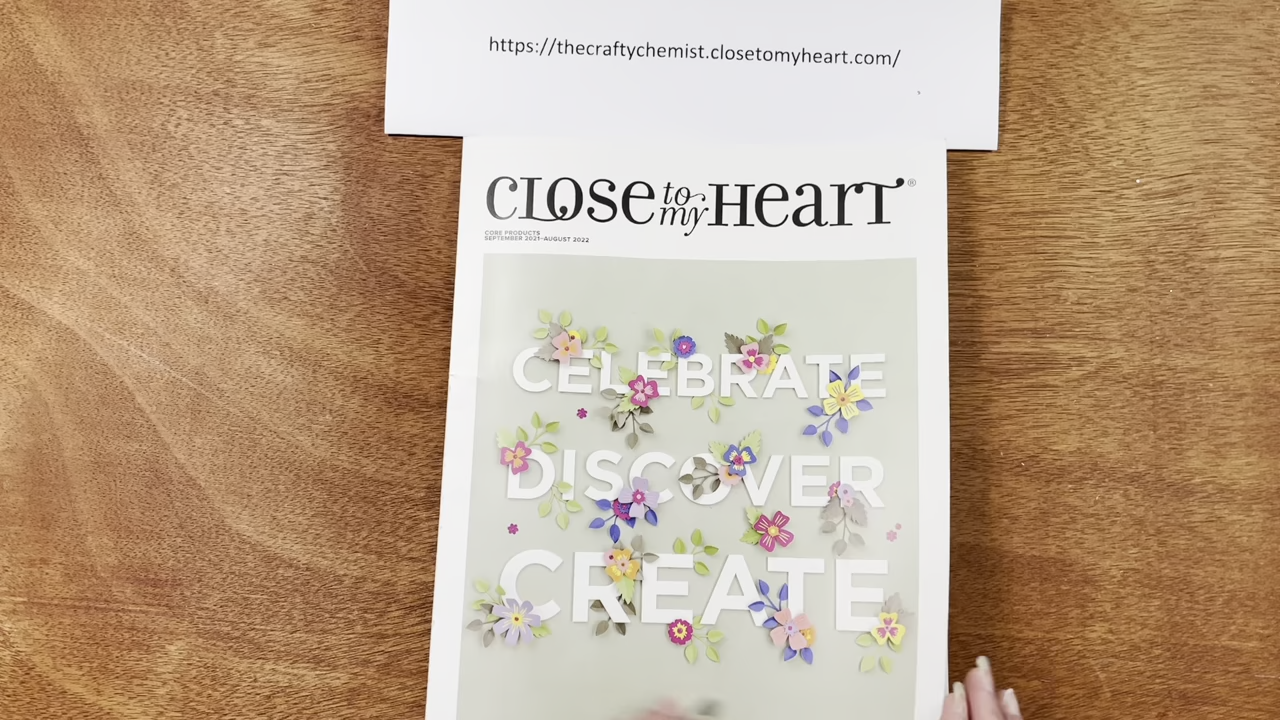 https://thecraftychemist.closetomyheart.com/
CLOSE to my HEART®
CORE PRODUCTS
SEPTEMBER 2021–AUGUST 2022
CELEBRATE
DISCOVER
CREATE